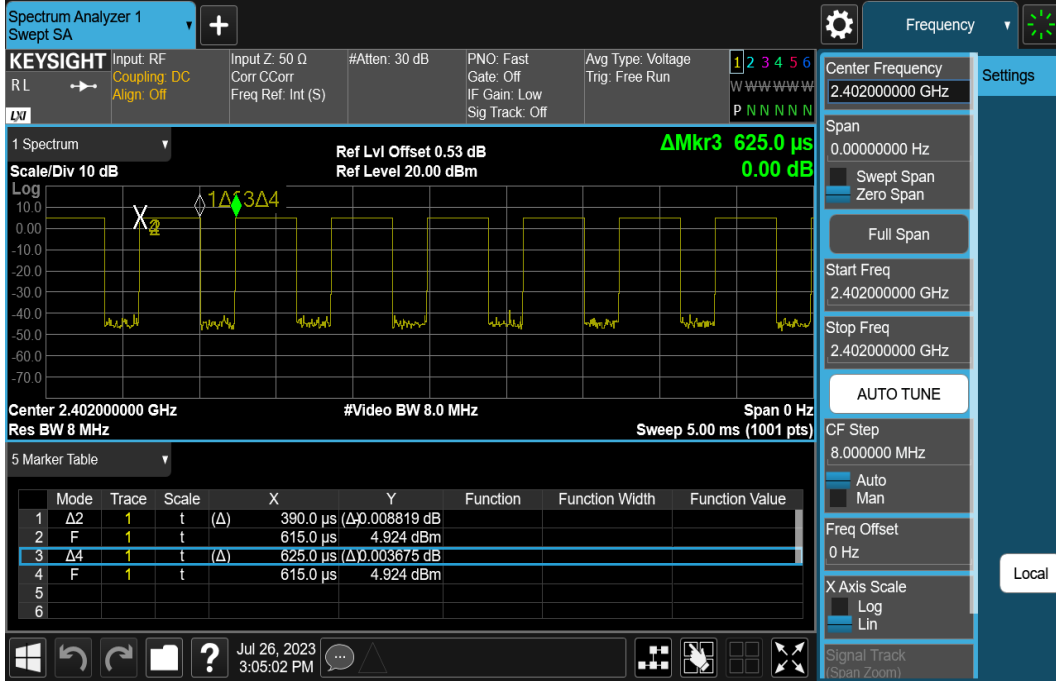 Spectrum Analyzer 1
Swept SA
+
Frequency
KEYSIGHT
R L
LXI
Input: RF
Coupling: DC
Align: Off
Input Z: 50 Ω
Corr CCorr
Freq Ref: Int (S)
#Atten: 30 dB
PNO: Fast
Gate: Off
IF Gain: Low
Sig Track: Off
Avg Type: Voltage
Trig: Free Run
1 2 3 4 5 6
W W W W W W
P N N N N N
Center Frequency
2.402000000 GHz
Settings
Span
0.00000000 Hz
Swept Span
Zero Span
Full Span
Start Freq
2.402000000 GHz
Stop Freq
2.402000000 GHz
AUTO TUNE
CF Step
8.000000 MHz
Auto
Man
Freq Offset
0 Hz
X Axis Scale
Log
Lin
Signal Track
(Span Zoom)
Local
1 Spectrum
Scale/Div 10 dB
Ref Lvl Offset 0.53 dB
Ref Level 20.00 dBm
ΔMkr3 625.0 µs
0.00 dB
Log
10.0
0.00
-10.0
-20.0
-30.0
-40.0
-50.0
-60.0
-70.0
3Δ4
Center 2.402000000 GHz
#Video BW 8.0 MHz
Span 0 Hz
Res BW 8 MHz
Sweep 5.00 ms (1001 pts)
5 Marker Table
Mode Trace Scale X Y Function Function Width Function Value
1 Δ2 1 t (Δ) 390.0 µs (Δ) -0.008819 dB
2 F 1 t 615.0 µs 4.924 dBm
3 Δ4 1 t (Δ) 625.0 µs (Δ) 0.003675 dB
4 F 1 t 615.0 µs 4.924 dBm
5
6
?
Jul 26, 2023
3:05:02 PM